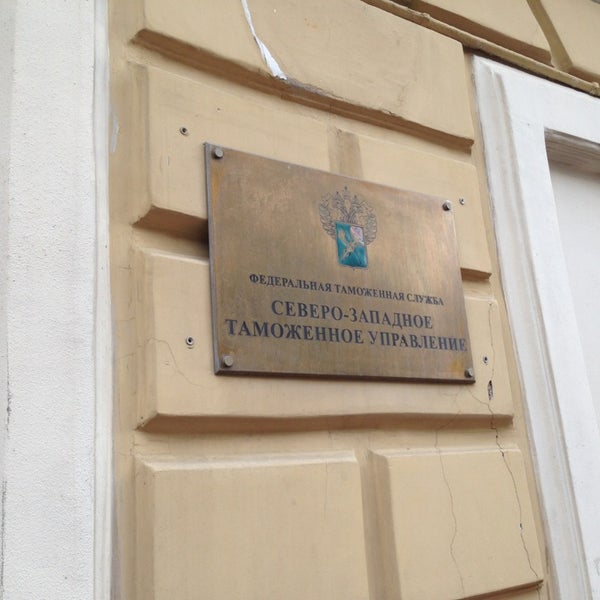 ФЕДЕРАЛЬНАЯ ТАМОЖЕННАЯ СЛУЖБА
СЕВЕРО-ЗАПАДНОЕ
ТАМОЖЕННОЕ УПРАВЛЕНИЕ